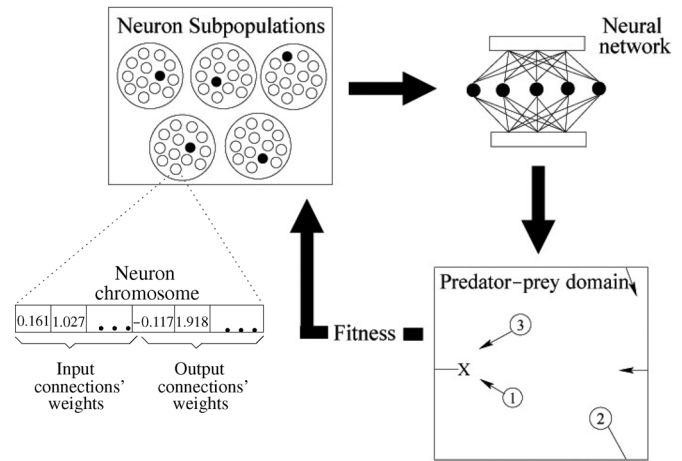 Neuron Subpopulations
Neural
network
Neuron
chromosome
0.161 1.027 ... -0.117 1.918 ...
Input
connections'
weights
Output
connections'
weights
Fitness
Predator-prey domain
3
X
1
2